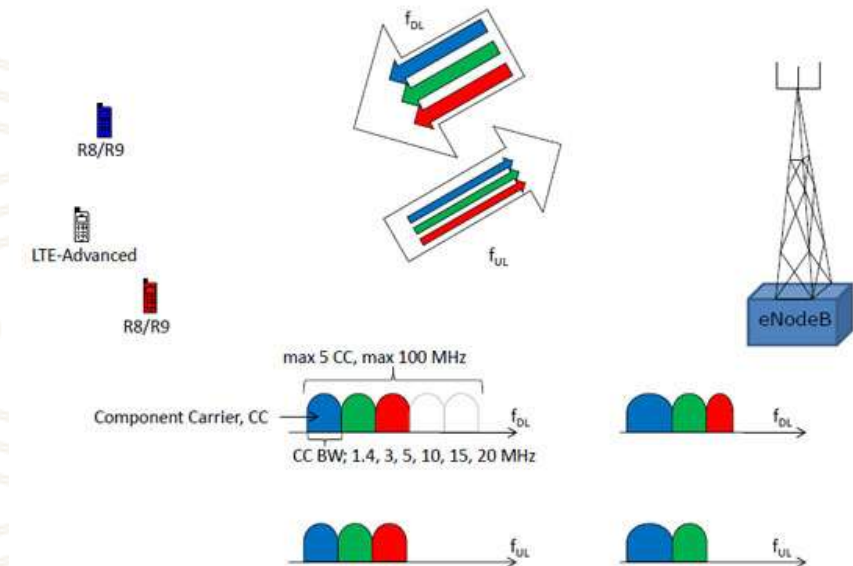 f_DL
R8/R9
LTE-Advanced
f_UL
R8/R9
eNodeB
max 5 CC, max 100 MHz
Component Carrier, CC
f_DL
f_DL
CC BW; 1.4, 3, 5, 10, 15, 20 MHz
f_UL
f_UL